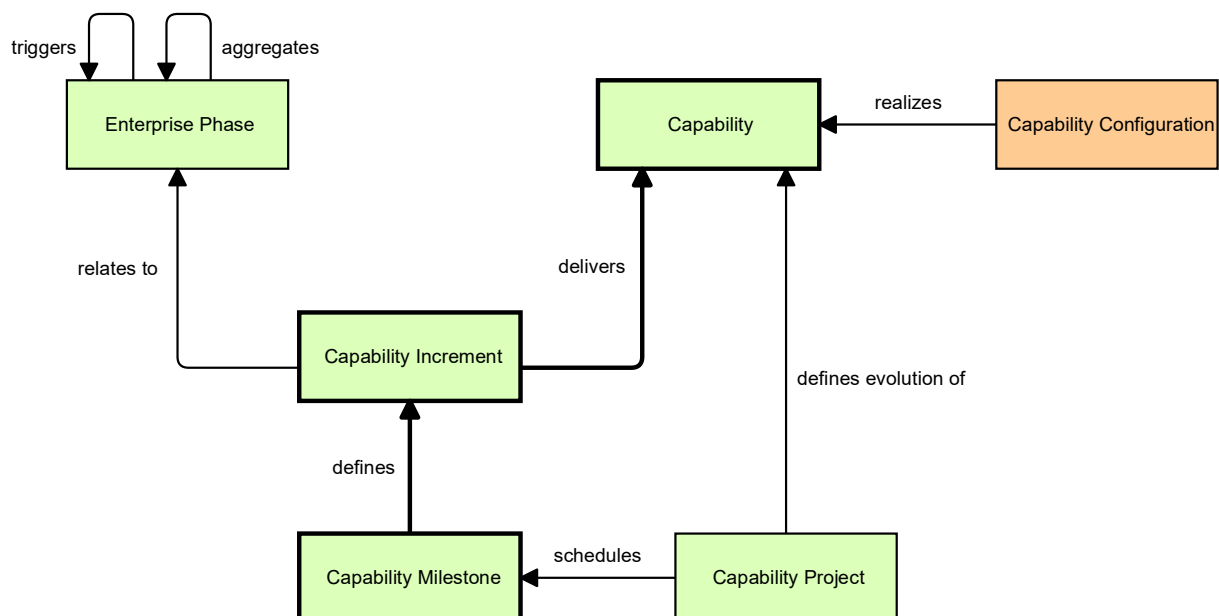 triggers
aggregates
Enterprise Phase
Capability
realizes
Capability Configuration
relates to
delivers
Capability Increment
defines evolution of
defines
Capability Milestone
schedules
Capability Project